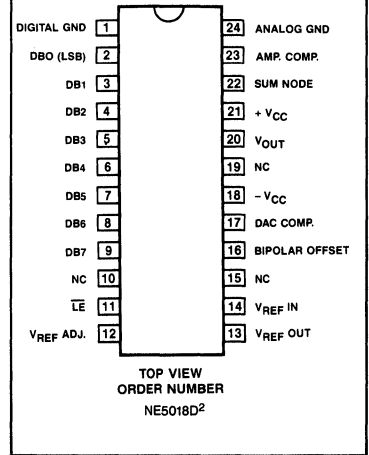 DIGITAL GND 1 24 ANALOG GND
DBO (LSB) 2 23 AMP. COMP.
DB1 3 22 SUM NODE
DB2 4 21 + VCC
DB3 5 20 VOUT
DB4 6 19 NC
DB5 7 18 – VCC
DB6 8 17 DAC COMP.
DB7 9 16 BIPOLAR OFFSET
NC 10 15 NC
LE 11 14 VREF IN
VREF ADJ. 12 13 VREF OUT
TOP VIEW
ORDER NUMBER
NE5018D2